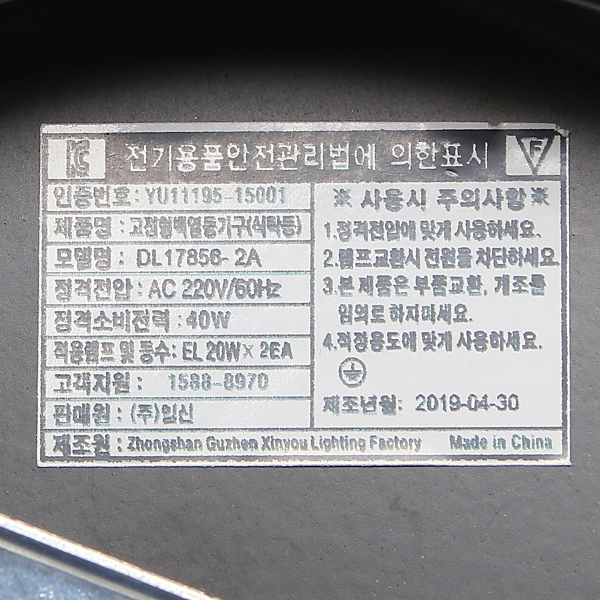 KC 전기용품안전관리법에 의한표시 F
인증번호 : YU11195-15001
제품명 : 고정형백열등기구(식탁등)
모델명 : DL17856-2A
정격전압 : AC 220V/60Hz
정격소비전력 : 40W
적용램프 및 등수 : EL 20W× 2EA
고객지원 : 1588-8970
판매원 : (주)일신
제조원 : Zhongshan Guzhen Xinyou Lighting Factory Made in China
※ 사용시 주의사항 ※
1.정격전압에 맞게 사용하세요.
2.램프교환시 전원을 차단하세요.
3.본 제품은 부품교환, 개조를
임의로 하지마세요.
4.적정용도에 맞게 사용하세요.
제조년월: 2019-04-30